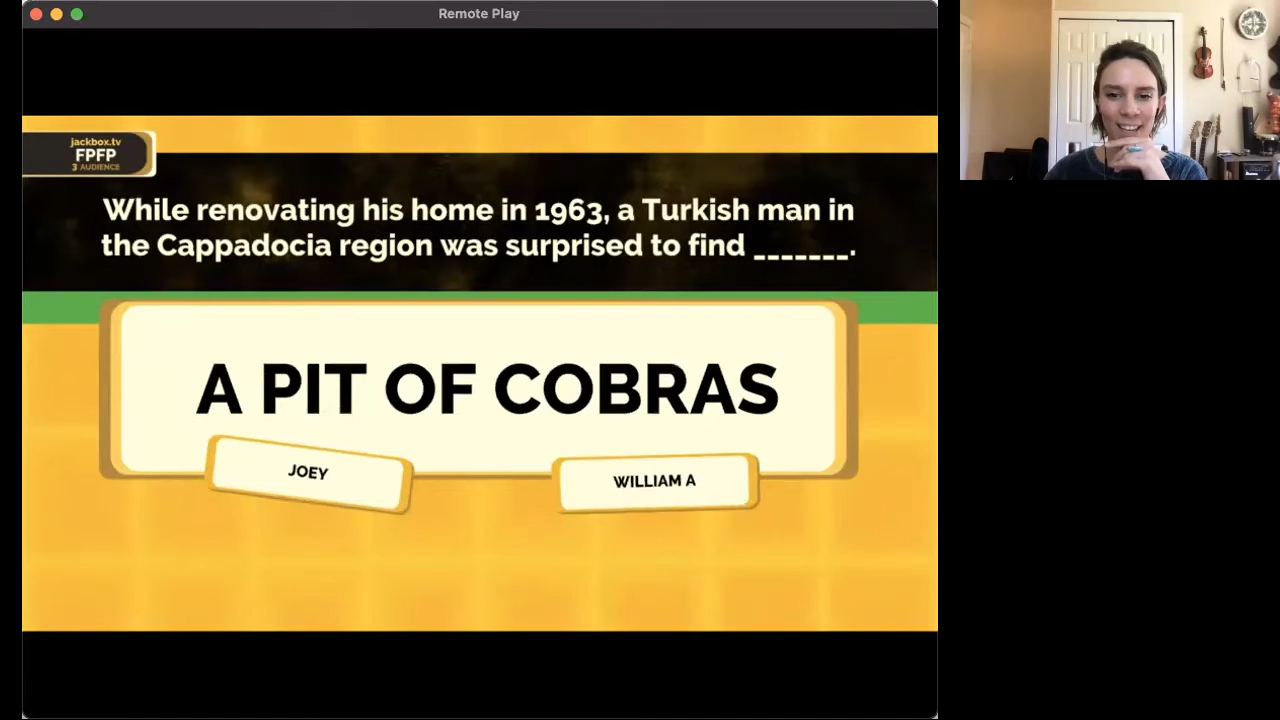 Remote Play
jackbox.tv
FPFP
3 AUDIENCE
While renovating his home in 1963, a Turkish man in
the Cappadocia region was surprised to find _______.
A PIT OF COBRAS
JOEY
WILLIAM A